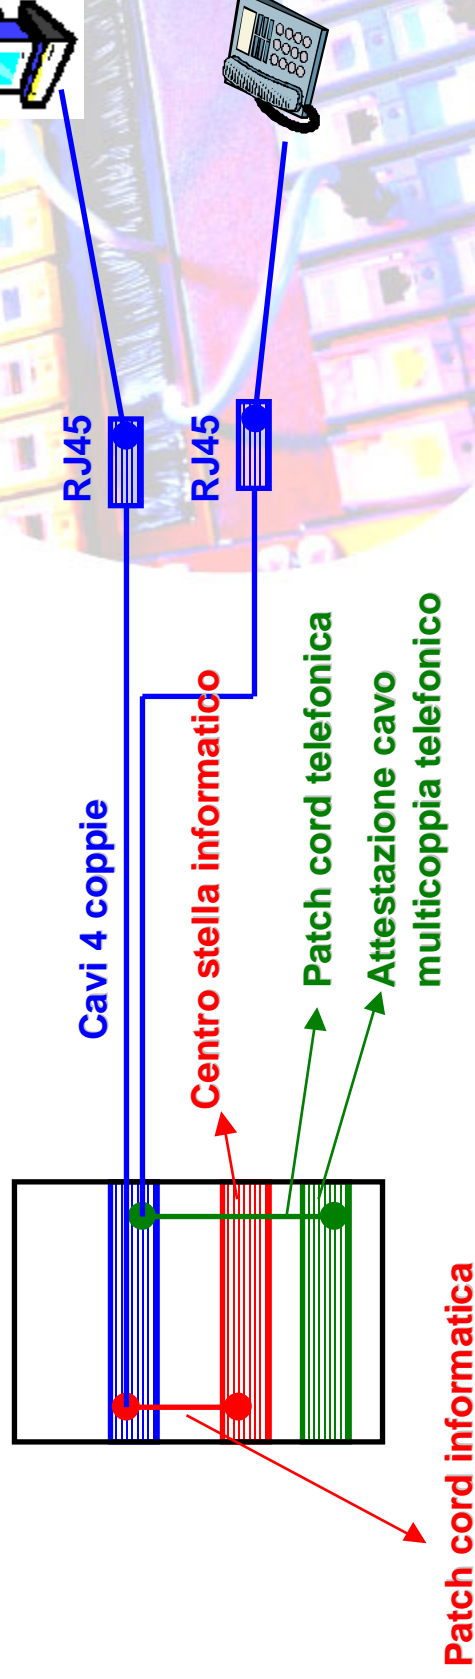 RJ45
RJ45
Cavi 4 coppie
Centro stella informatico
Patch cord telefonica
Attestazione cavo
multicoppia telefonico
Patch cord informatica